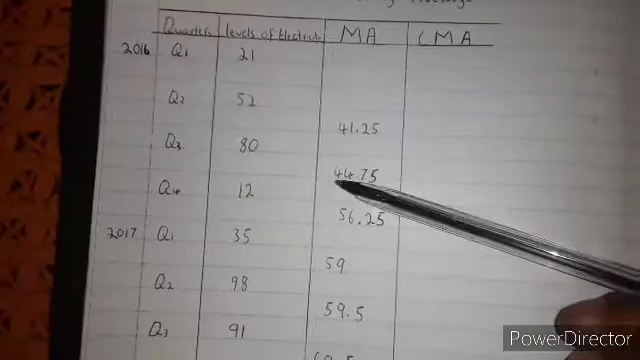 Quarters levels of Electricity MA CMA
2016 Q1 21
Q2 52
41.25
Q3 80
44.75
Q4 12
56.25
2017 Q1 35
59
Q2 98
59.5
Q3 91
PowerDirector